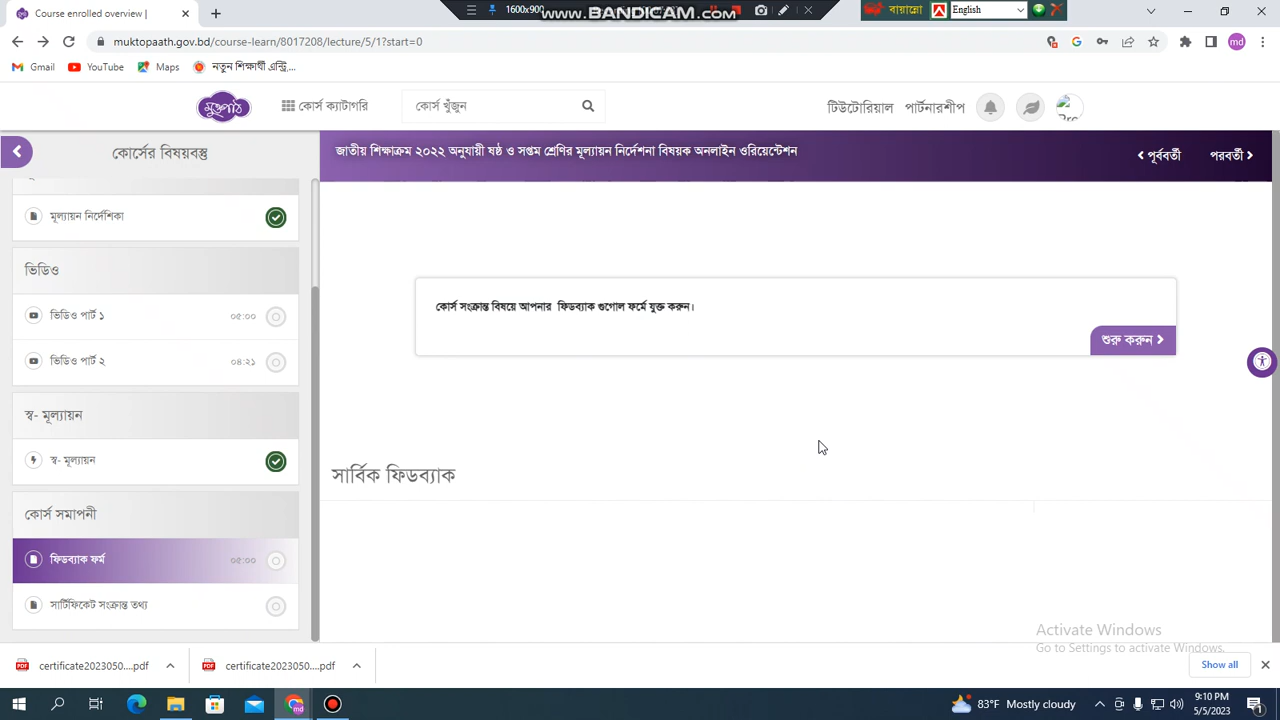 Course enrolled overview |
1600x900
www.BANDICAM.com
বায়ান্নো
English
muktopaath.gov.bd/course-learn/8017208/lecture/5/1?start=0
md
Gmail
YouTube
Maps
নতুন শিক্ষার্থী এন্ট্রি,...
মুক্তপাঠ
কোর্স ক্যাটাগরি
কোর্স খুঁজুন
টিউটোরিয়াল
পার্টনারশীপ
কোর্সের বিষয়বস্তু
জাতীয় শিক্ষাক্রম ২০২২ অনুযায়ী ষষ্ঠ ও সপ্তম শ্রেণির মূল্যায়ন নির্দেশনা বিষয়ক অনলাইন ওরিয়েন্টেশন
পূর্ববর্তী
পরবর্তী
মূল্যায়ন নির্দেশিকা
ভিডিও
ভিডিও পার্ট ১
০৫:০০
ভিডিও পার্ট ২
০৪:২১
স্ব- মূল্যায়ন
স্ব- মূল্যায়ন
কোর্স সমাপনী
ফিডব্যাক ফর্ম
০৫:০০
সার্টিফিকেট সংক্রান্ত তথ্য
কোর্স সংক্রান্ত বিষয়ে আপনার ফিডব্যাক গুগোল ফর্মে যুক্ত করুন।
শুরু করুন
সার্বিক ফিডব্যাক
Activate Windows
Go to Settings to activate Windows.
certificate2023050....pdf
certificate2023050....pdf
Show all
83°F Mostly cloudy
9:10 PM
5/5/2023